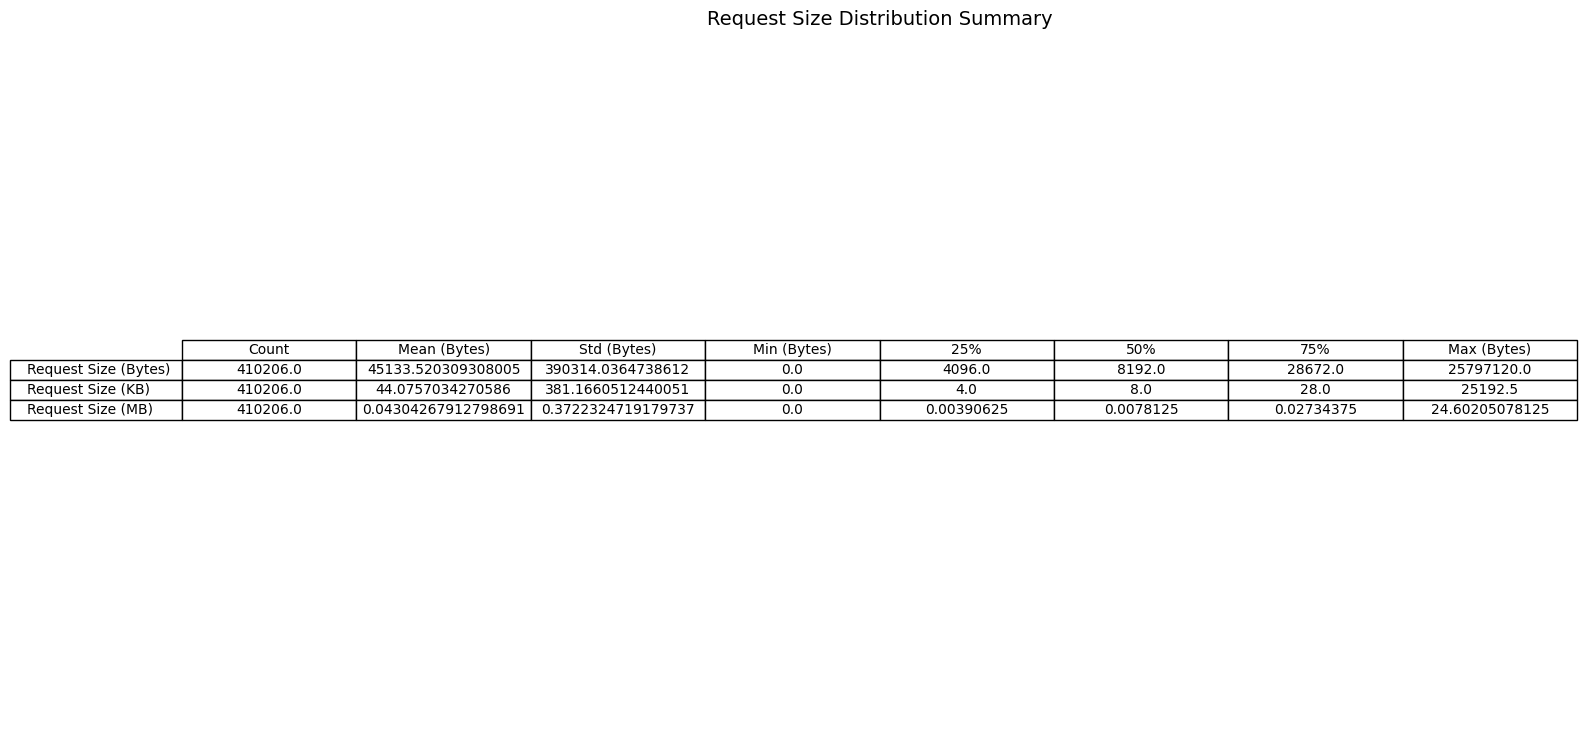 Request Size Distribution Summary
Count Mean (Bytes) Std (Bytes) Min (Bytes) 25% 50% 75% Max (Bytes)
Request Size (Bytes) 410206.0 45133.520309308005 390314.0364738612 0.0 4096.0 8192.0 28672.0 25797120.0
Request Size (KB) 410206.0 44.0757034270586 381.1660512440051 0.0 4.0 8.0 28.0 25192.5
Request Size (MB) 410206.0 0.04304267912798691 0.3722324719179737 0.0 0.00390625 0.0078125 0.02734375 24.60205078125